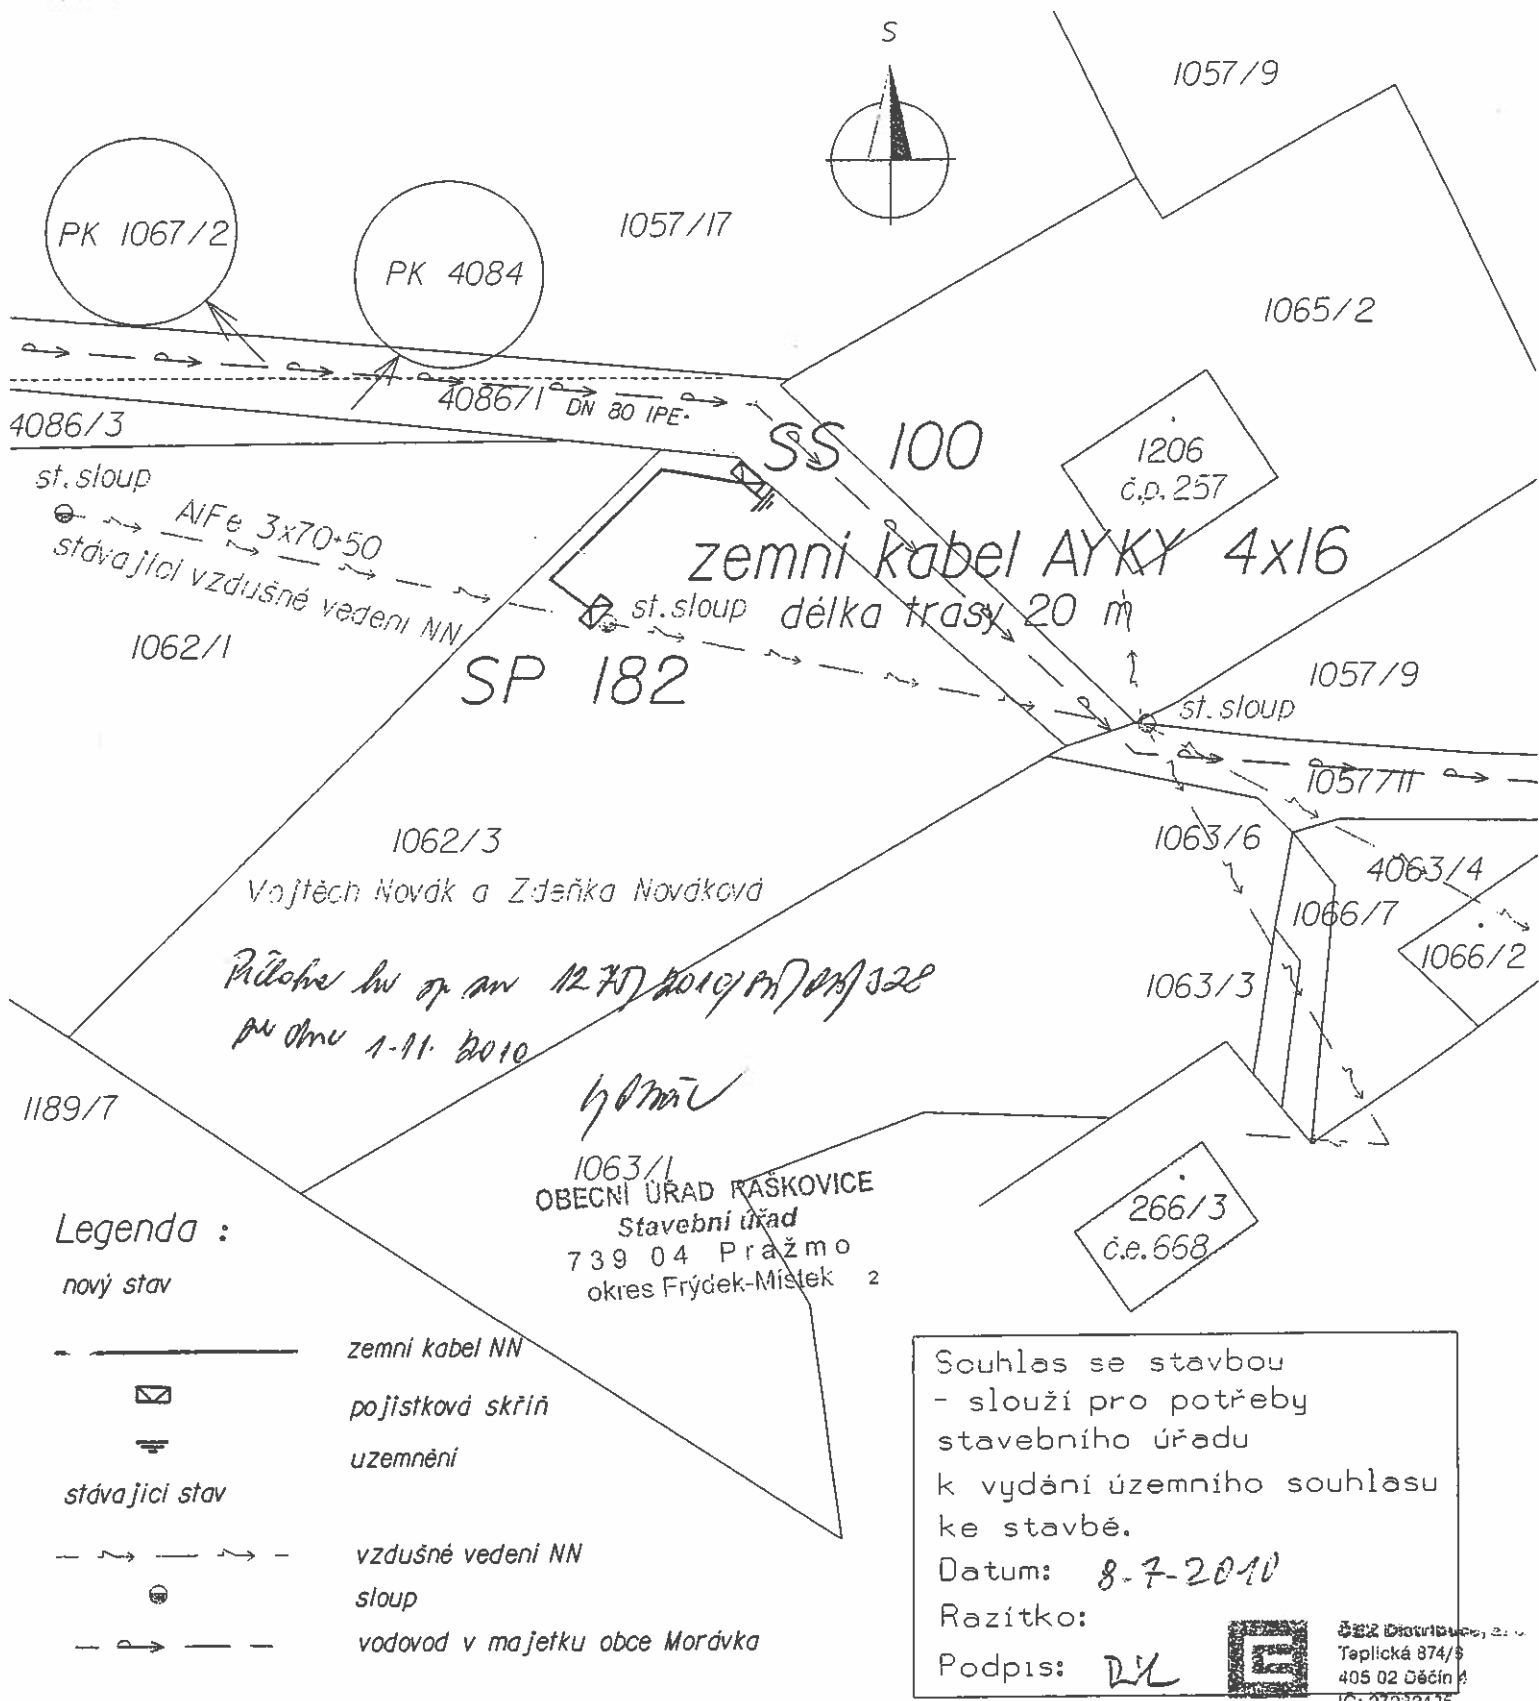 S
1057/9
PK 1067/2
PK 4084
1057/17
1065/2
4086/1
DN 80 IPE
4086/3
SS 100
1206
č.p. 257
st. sloup
AlFe 3x70+50
stávající vzdušné vedení NN
zemní kabel AYKY 4x16
st. sloup
délka trasy 20 m
1062/1
SP 182
1057/9
st. sloup
1057/11
1062/3
1063/6
4063/4
Vojtěch Novák a Zdeňka Nováková
1066/7
1066/2
1063/3
ze dne 1-11. 2010
1189/7
1063/1
OBECNÍ ÚŘAD RAŠKOVICE
Stavební úřad
739 04 Pražmo
okres Frýdek-Místek 2
266/3
č.e. 668
Legenda :
nový stav
zemní kabel NN
pojistková skříň
uzemnění
stávající stav
vzdušné vedení NN
sloup
vodovod v majetku obce Morávka
Souhlas se stavbou
- slouží pro potřeby
stavebního úřadu
k vydání územního souhlasu
ke stavbě.
Datum: 8-7-2010
Razítko:
Podpis:
ČEZ Distribuce,
Teplická 874/8
405 02 Děčín 4